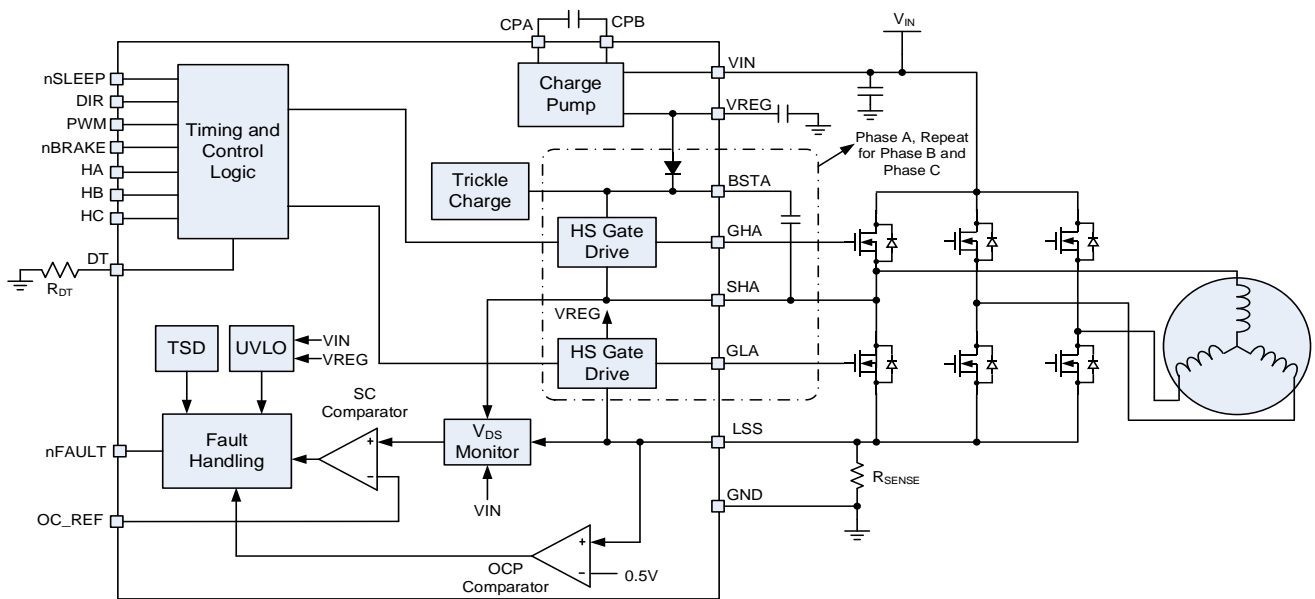 CPA
CPB
VIN
nSLEEP
DIR
PWM
nBRAKE
HA
HB
HC
Timing and
Control
Logic
Charge
Pump
VIN
VREG
Phase A, Repeat
for Phase B and
Phase C
Trickle
Charge
BSTA
HS Gate
Drive
GHA
DT
RDT
SHA
VREG
TSD
UVLO
VIN
VREG
HS Gate
Drive
GLA
SC
Comparator
nFAULT
Fault
Handling
+
−
VDS
Monitor
LSS
VIN
RSENSE
GND
OC_REF
OCP
Comparator
+
−
0.5V